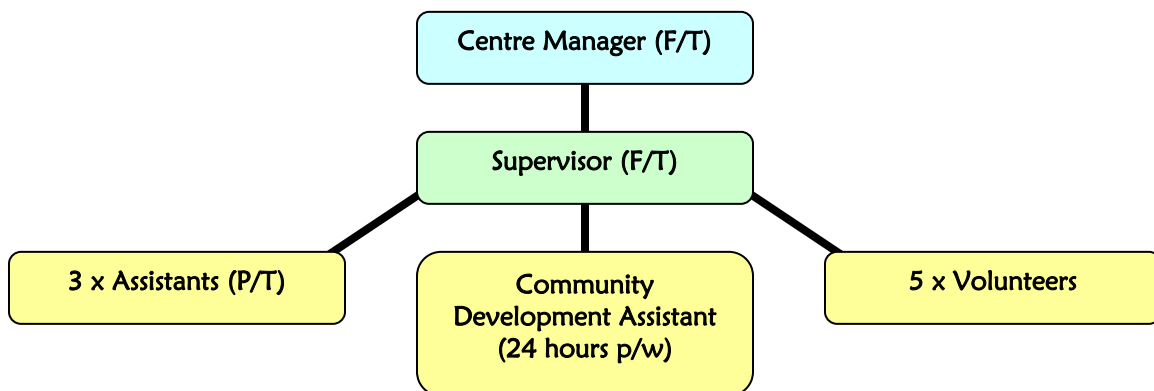 Centre Manager (F/T)
Supervisor (F/T)
3 x Assistants (P/T)
Community
Development Assistant
(24 hours p/w)
5 x Volunteers